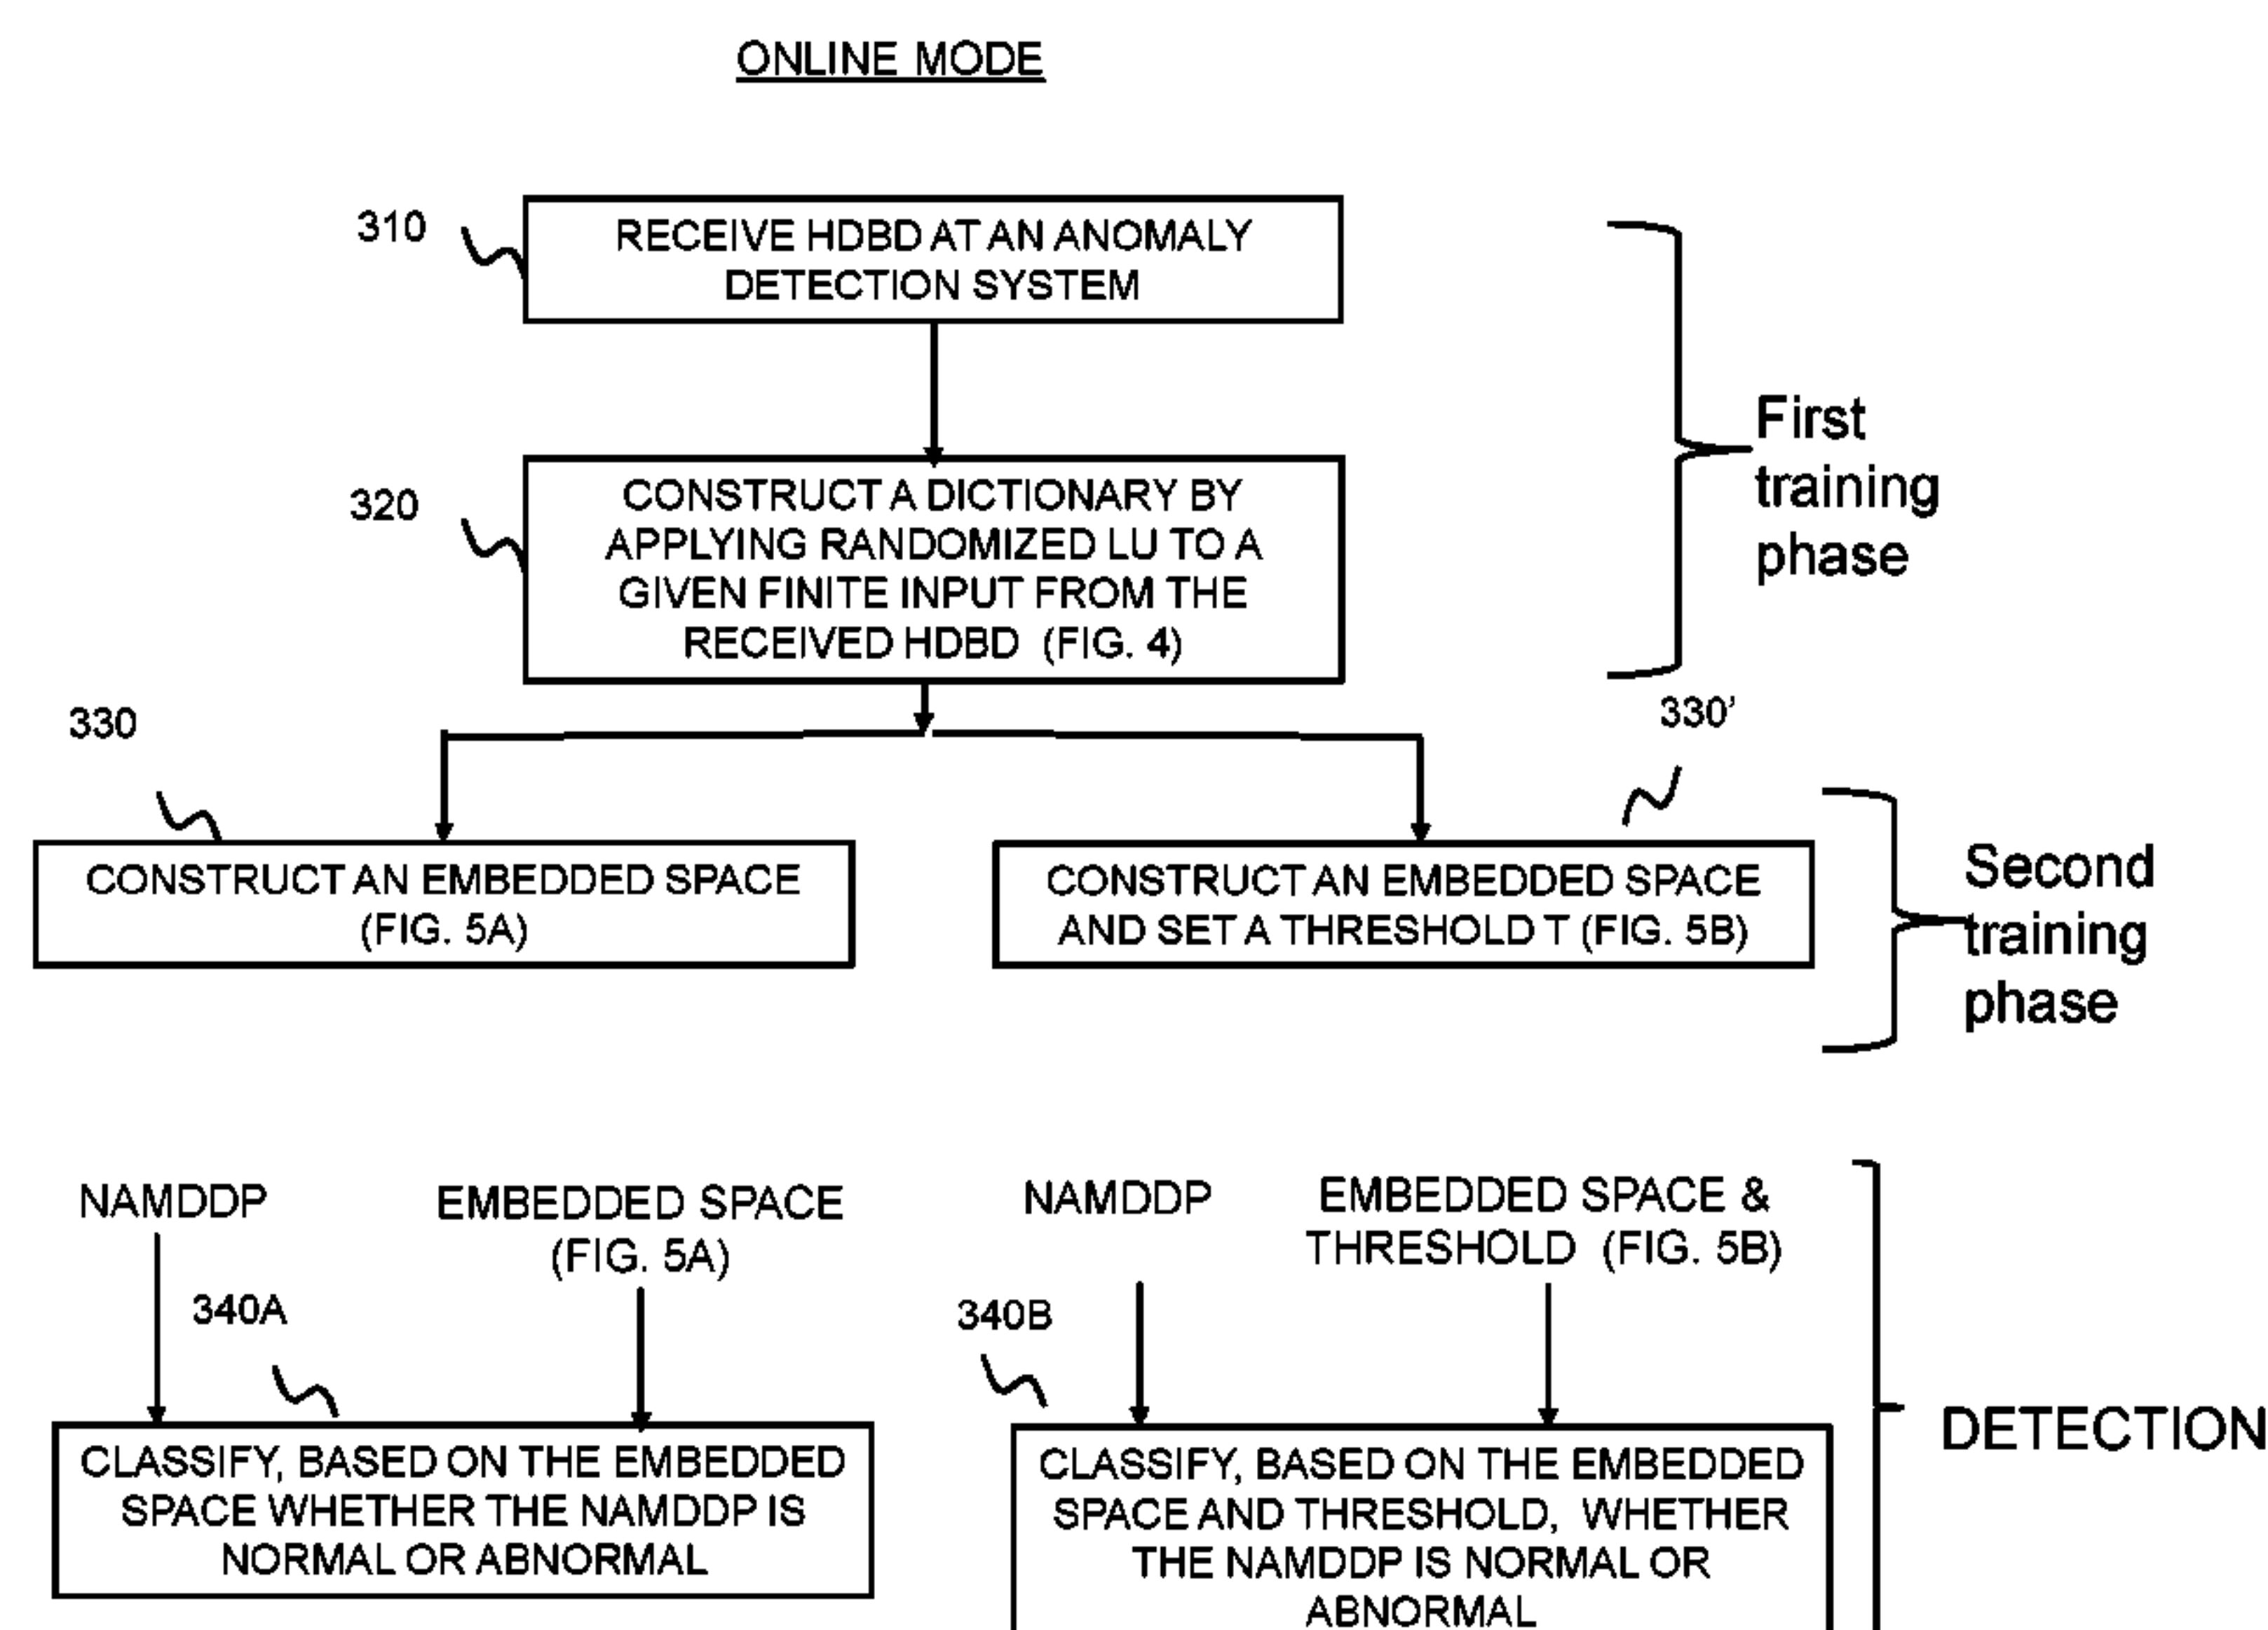 ONLINE MODE
310
RECEIVE HDBD AT AN ANOMALY
DETECTION SYSTEM
320
CONSTRUCT A DICTIONARY BY
APPLYING RANDOMIZED LU TO A
GIVEN FINITE INPUT FROM THE
RECEIVED HDBD (FIG. 4)
First
training
phase
330
CONSTRUCT AN EMBEDDED SPACE
(FIG. 5A)
330'
CONSTRUCT AN EMBEDDED SPACE
AND SET A THRESHOLD T (FIG. 5B)
Second
training
phase
NAMDDP
EMBEDDED SPACE
(FIG. 5A)
340A
CLASSIFY, BASED ON THE EMBEDDED
SPACE WHETHER THE NAMDDP IS
NORMAL OR ABNORMAL
NAMDDP
EMBEDDED SPACE &
THRESHOLD (FIG. 5B)
340B
CLASSIFY, BASED ON THE EMBEDDED
SPACE AND THRESHOLD, WHETHER
THE NAMDDP IS NORMAL OR
ABNORMAL
DETECTION